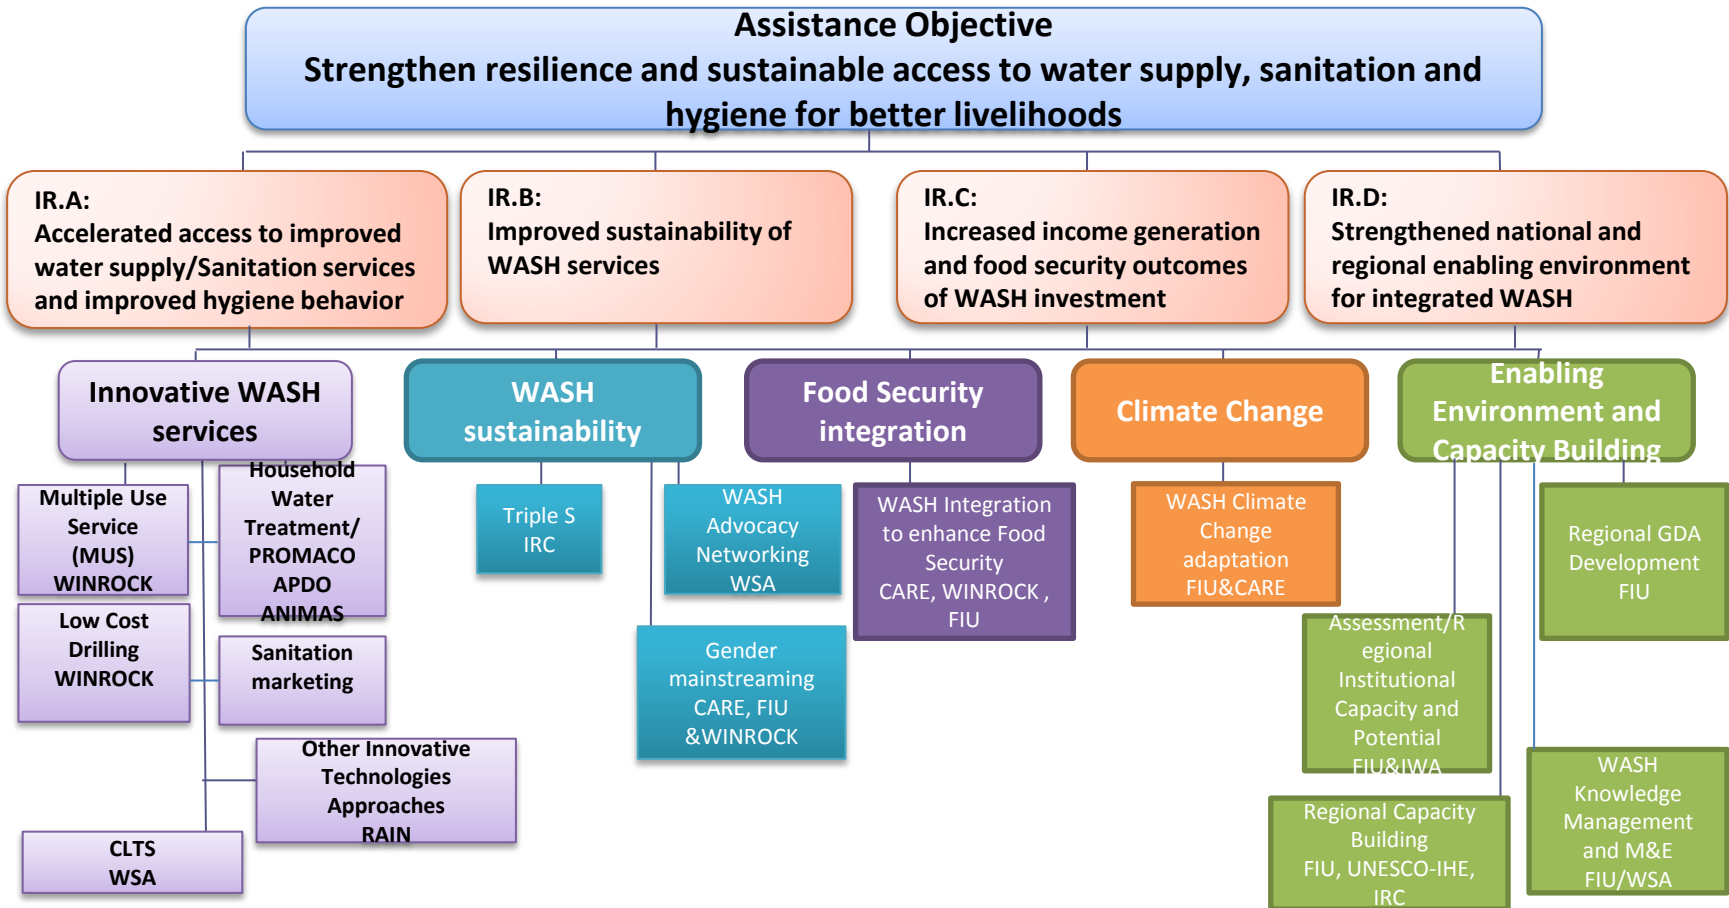 Assistance Objective
Strengthen resilience and sustainable access to water supply, sanitation and
hygiene for better livelihoods
IR.A:
Accelerated access to improved
water supply/Sanitation services
and improved hygiene behavior
IR.B:
Improved sustainability of
WASH services
IR.C:
Increased income generation
and food security outcomes
of WASH investment
IR.D:
Strengthened national and
regional enabling environment
for integrated WASH
Innovative WASH
services
WASH
sustainability
Food Security
integration
Climate Change
Enabling
Environment and
Capacity Building
Multiple Use
Service
(MUS)
WINROCK
Household
Water
Treatment/
PROMACO
APDO
ANIMAS
Low Cost
Drilling
WINROCK
Sanitation
marketing
Other Innovative
Technologies
Approaches
RAIN
CLTS
WSA
Triple S
IRC
WASH
Advocacy
Networking
WSA
Gender
mainstreaming
CARE, FIU
&WINROCK
WASH Integration
to enhance Food
Security
CARE, WINROCK ,
FIU
WASH Climate
Change
adaptation
FIU&CARE
Assessment/R
egional
Institutional
Capacity and
Potential
FIU&IWA
Regional GDA
Development
FIU
Regional Capacity
Building
FIU, UNESCO-IHE,
IRC
WASH
Knowledge
Management
and M&E
FIU/WSA